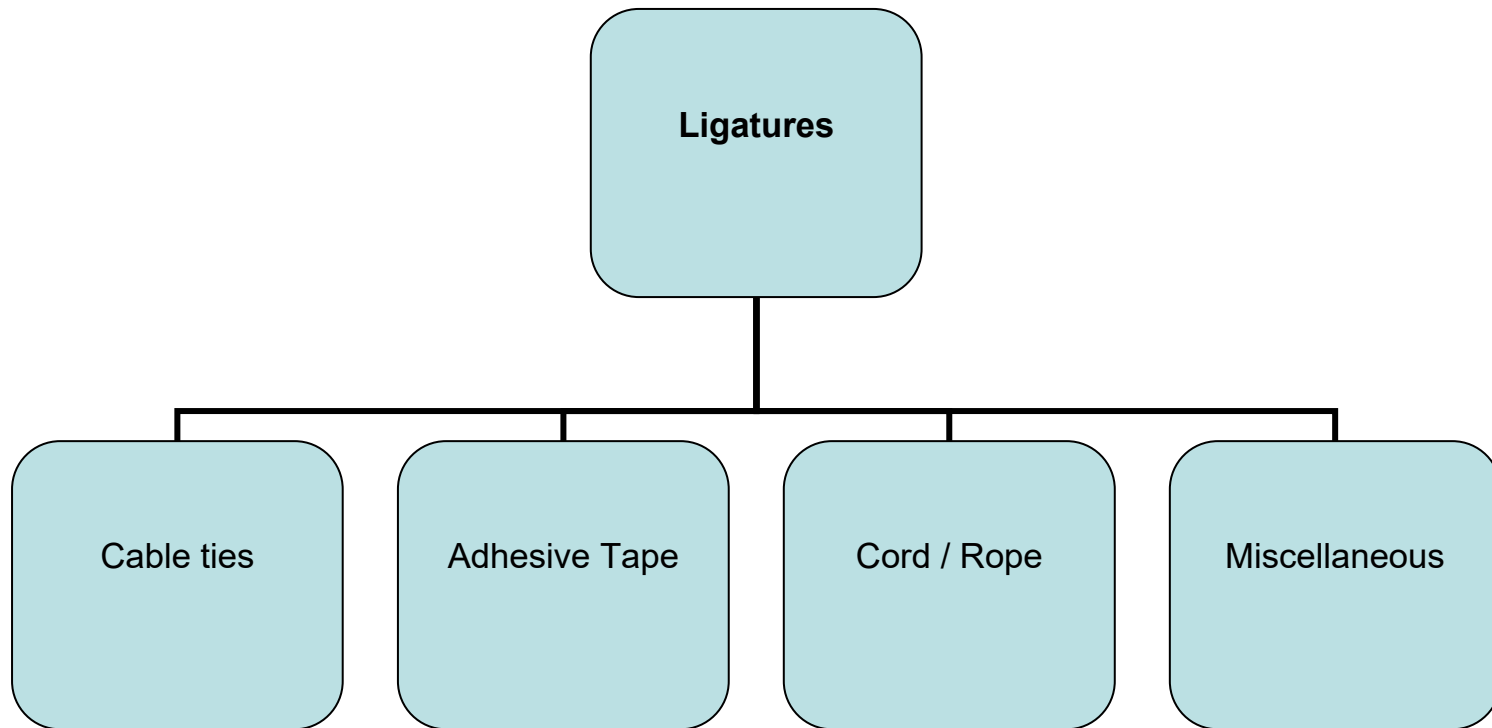 Ligatures
Cable ties
Adhesive Tape
Cord / Rope
Miscellaneous